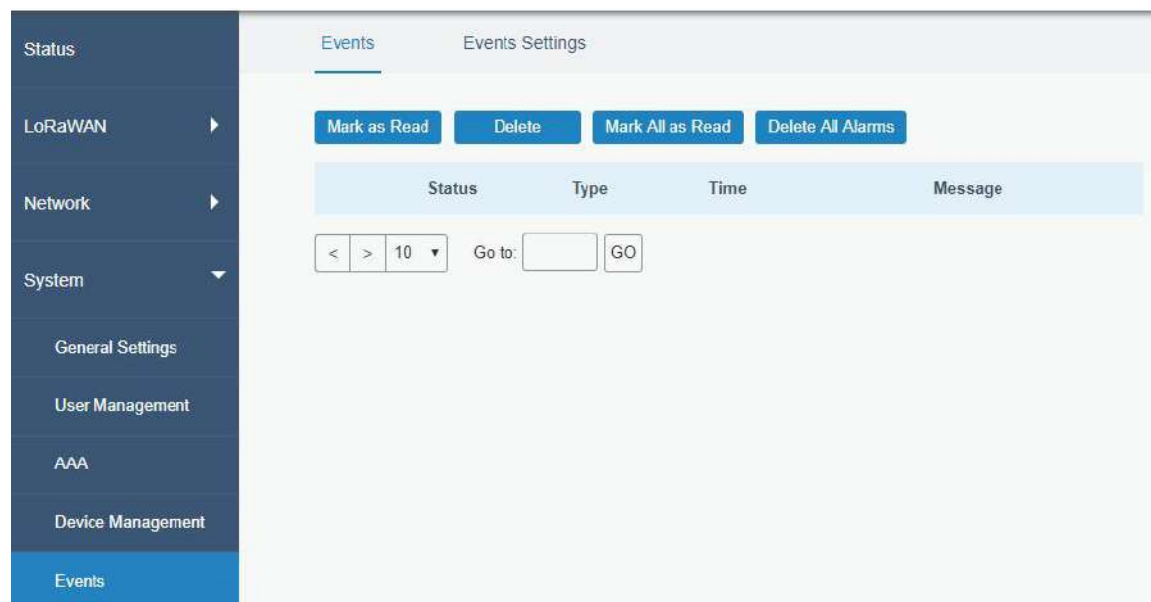 Status
LoRaWAN
Network
System
General Settings
User Management
AAA
Device Management
Events
Events Events Settings
Mark as Read Delete Mark All as Read Delete All Alarms
Status Type Time Message
< > 10 Go to: GO